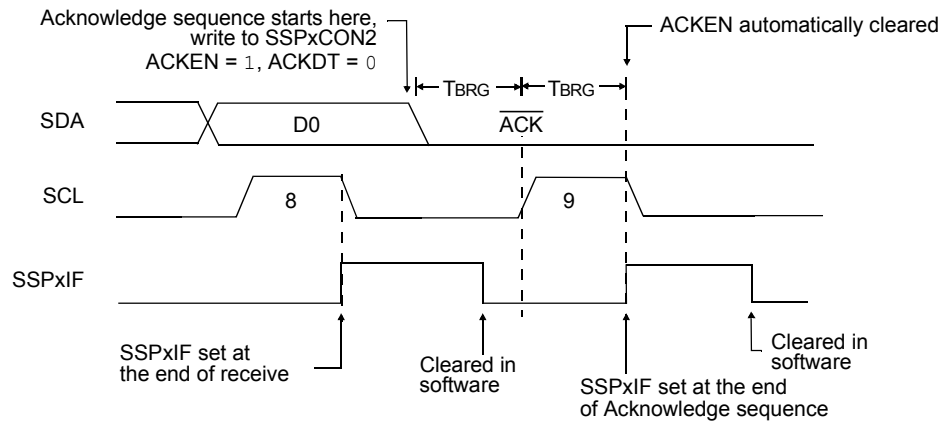 Acknowledge sequence starts here,
write to SSPxCON2
ACKEN = 1, ACKDT = 0
ACKEN automatically cleared
TBRG
TBRG
SDA
D0
ACK
SCL
8
9
SSPxIF
SSPxIF set at
the end of receive
Cleared in
software
SSPxIF set at the end
of Acknowledge sequence
Cleared in
software